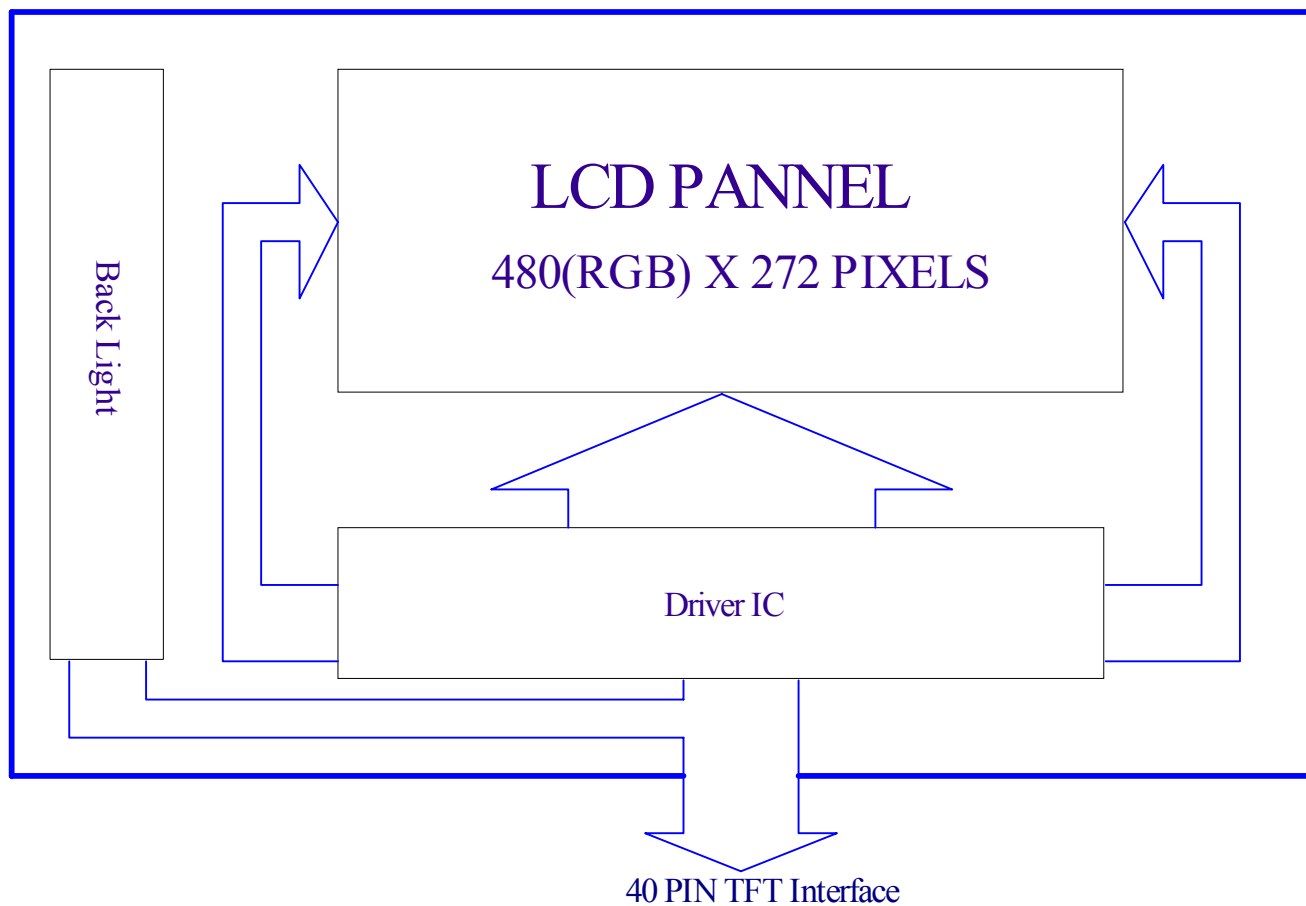 LCD PANNEL
480(RGB) X 272 PIXELS
Back Light
Driver IC
40 PIN TFT Interface